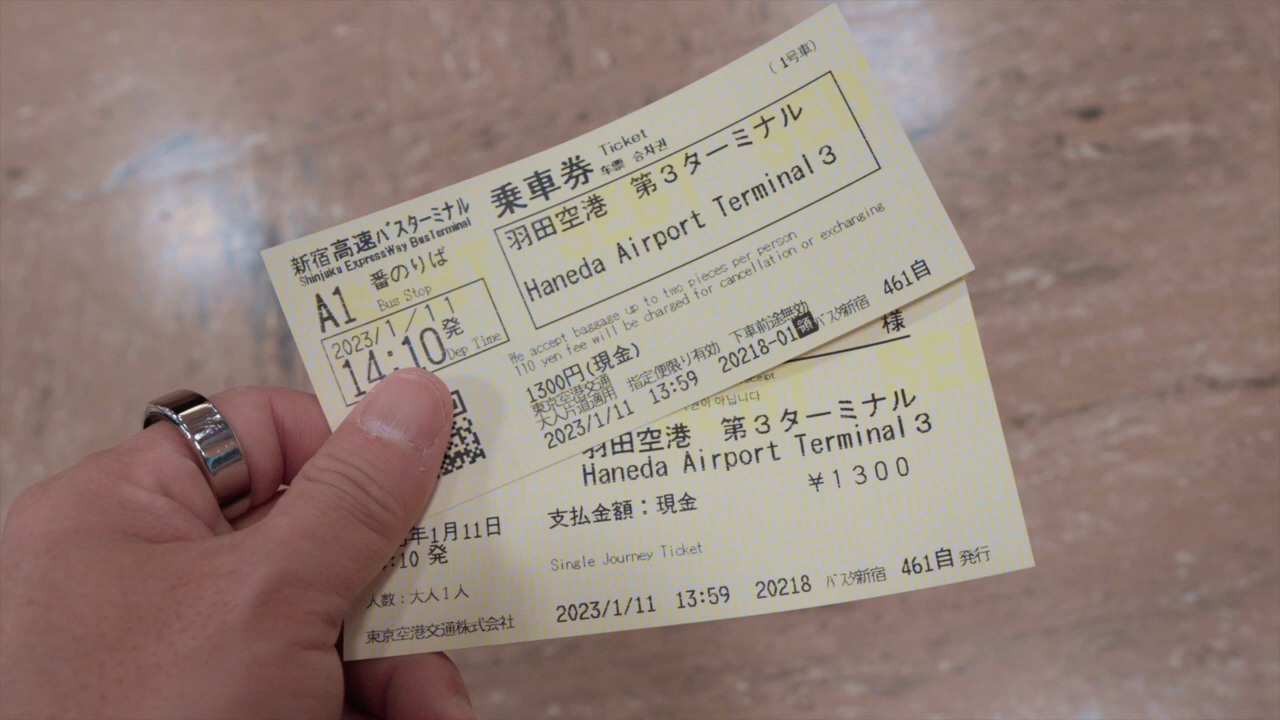 (1号車)
乗車券 Ticket
车票 승차권
新宿高速バスターミナル
Shinjuku ExpressWay BusTerminal
A1 番のりば
Bus Stop
2023/1/11
14:10 発
Dep Time
羽田空港 第3ターミナル
Haneda Airport Terminal 3
We accept baggage up to two pieces per person
110 yen fee will be charged for cancellation or exchanging
1300円(現金)
東京空港交通 指定便限り有効 下車前途無効
大人片道適用
2023/1/11 13:59 20218-01 領 バスタ新宿 461自
様
羽田空港 第3ターミナル
Haneda Airport Terminal 3
¥1300
年1月11日
:10 発
支払金額:現金
Single Journey Ticket
人数:大人1人
東京空港交通株式会社
2023/1/11 13:59 20218 バスタ新宿 461自 発行